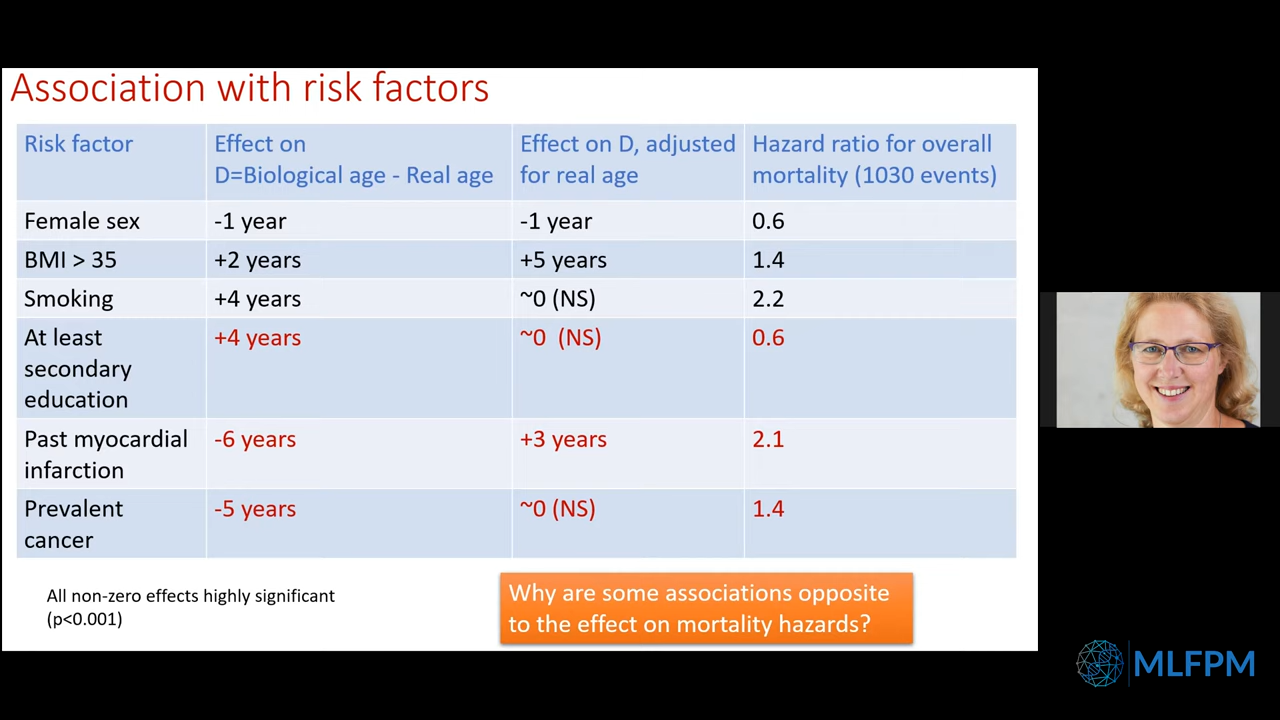 Association with risk factors
Risk factor
Effect on
D=Biological age - Real age
Effect on D, adjusted
for real age
Hazard ratio for overall
mortality (1030 events)
Female sex
-1 year
-1 year
0.6
BMI > 35
+2 years
+5 years
1.4
Smoking
+4 years
~0 (NS)
2.2
At least
secondary
education
+4 years
~0 (NS)
0.6
Past myocardial
infarction
-6 years
+3 years
2.1
Prevalent
cancer
-5 years
~0 (NS)
1.4
All non-zero effects highly significant
(p<0.001)
Why are some associations opposite
to the effect on mortality hazards?
MLFPM